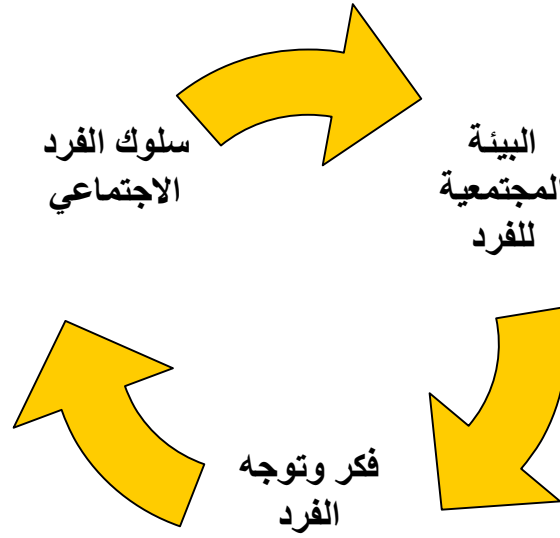 البيئة
المجتمعية
للفرد
سلوك الفرد
الاجتماعي
فكر وتوجه
الفرد